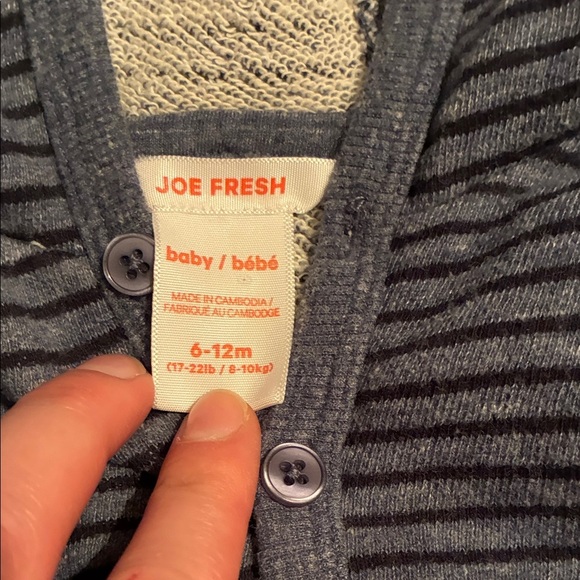 JOE FRESH
baby / bébé
MADE IN CAMBODIA /
FABRIQUÉ AU CAMBODGE
6-12m
(17-22lb / 8-10kg)